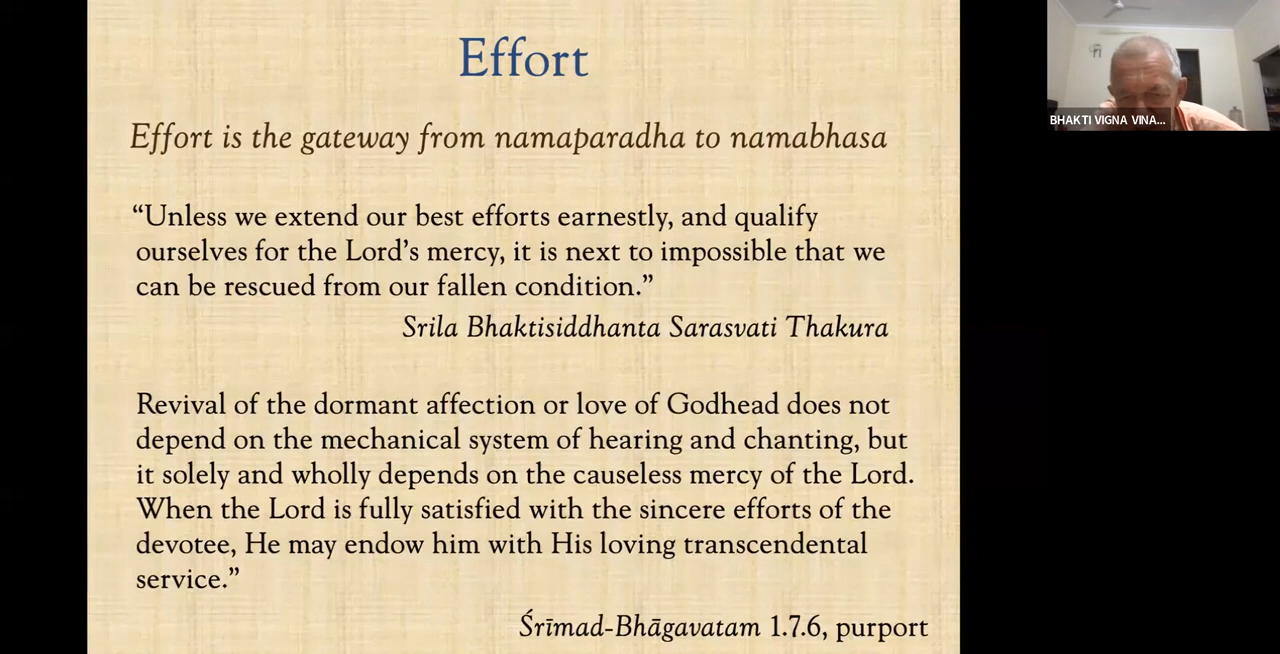 Effort
Effort is the gateway from namaparadha to namabhasa
“Unless we extend our best efforts earnestly, and qualify
ourselves for the Lord’s mercy, it is next to impossible that we
can be rescued from our fallen condition.”
Srila Bhaktisiddhanta Sarasvati Thakura
Revival of the dormant affection or love of Godhead does not
depend on the mechanical system of hearing and chanting, but
it solely and wholly depends on the causeless mercy of the Lord.
When the Lord is fully satisfied with the sincere efforts of the
devotee, He may endow him with His loving transcendental
service.”
Śrīmad-Bhāgavatam 1.7.6, purport
BHAKTI VIGNA VINA...